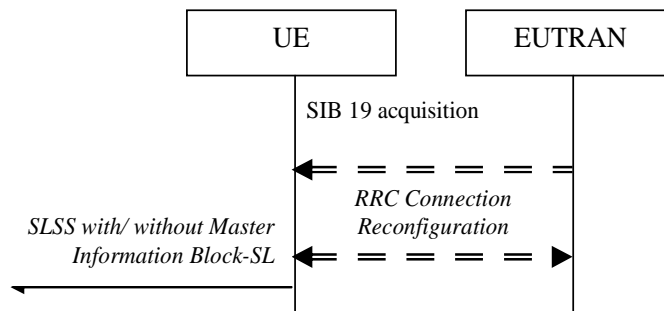 UE
EUTRAN
SIB 19 acquisition
RRC Connection
Reconfiguration
SLSS with/ without Master
Information Block-SL